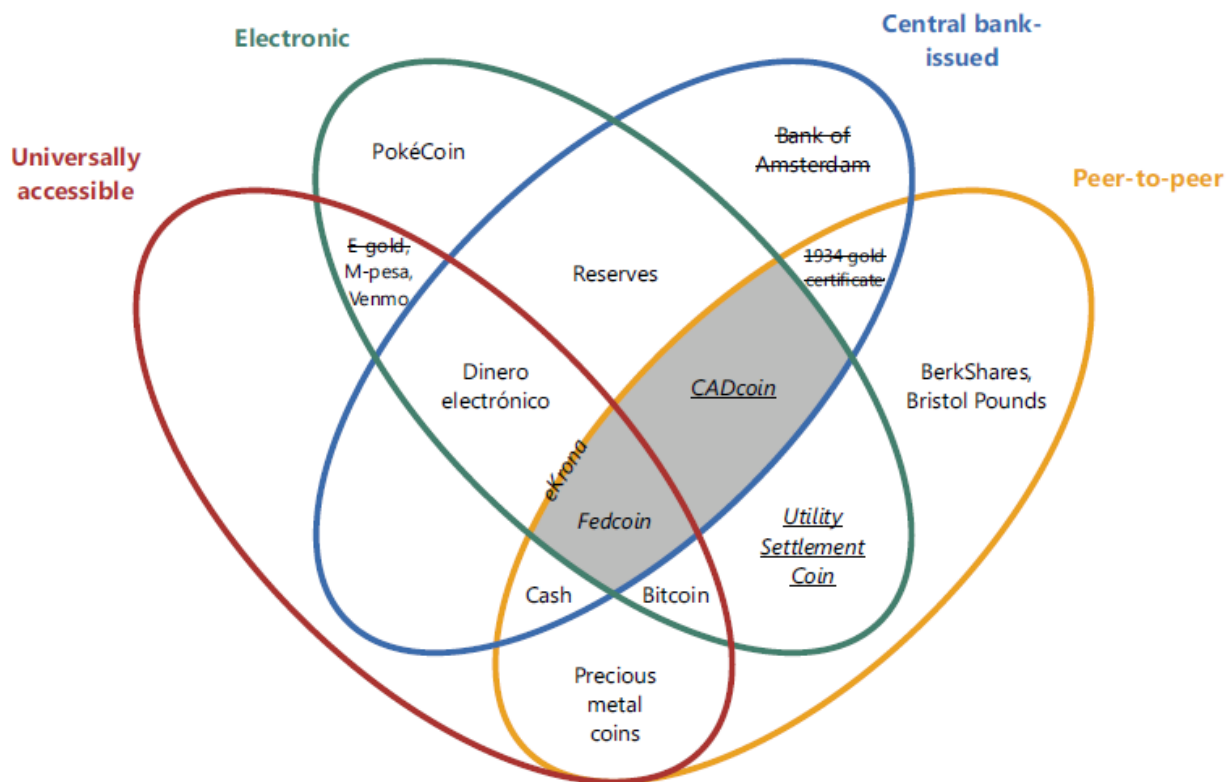 Electronic
Central bank-
issued
Universally
accessible
PokéCoin
Bank of
Amsterdam
Peer-to-peer
E-gold,
M-pesa,
Venmo
Reserves
1934 gold
certificate
Dinero
electrónico
CADcoin
BerkShares,
Bristol Pounds
eKrona
Fedcoin
Utility
Settlement
Coin
Cash
Bitcoin
Precious
metal
coins